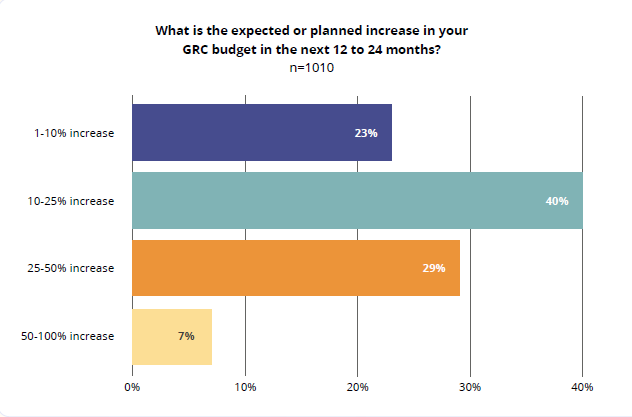 What is the expected or planned increase in your
GRC budget in the next 12 to 24 months?
n=1010
1-10% increase
23%
10-25% increase
40%
25-50% increase
29%
50-100% increase
7%
0%
10%
20%
30%
40%